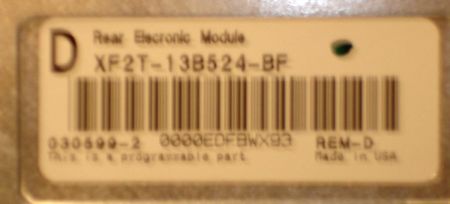 D Rear Elecronic Module
XF2T-13B524-BF
030699-2 0000EDFBWX93 REM-D
This is a programmable part. Made in USA